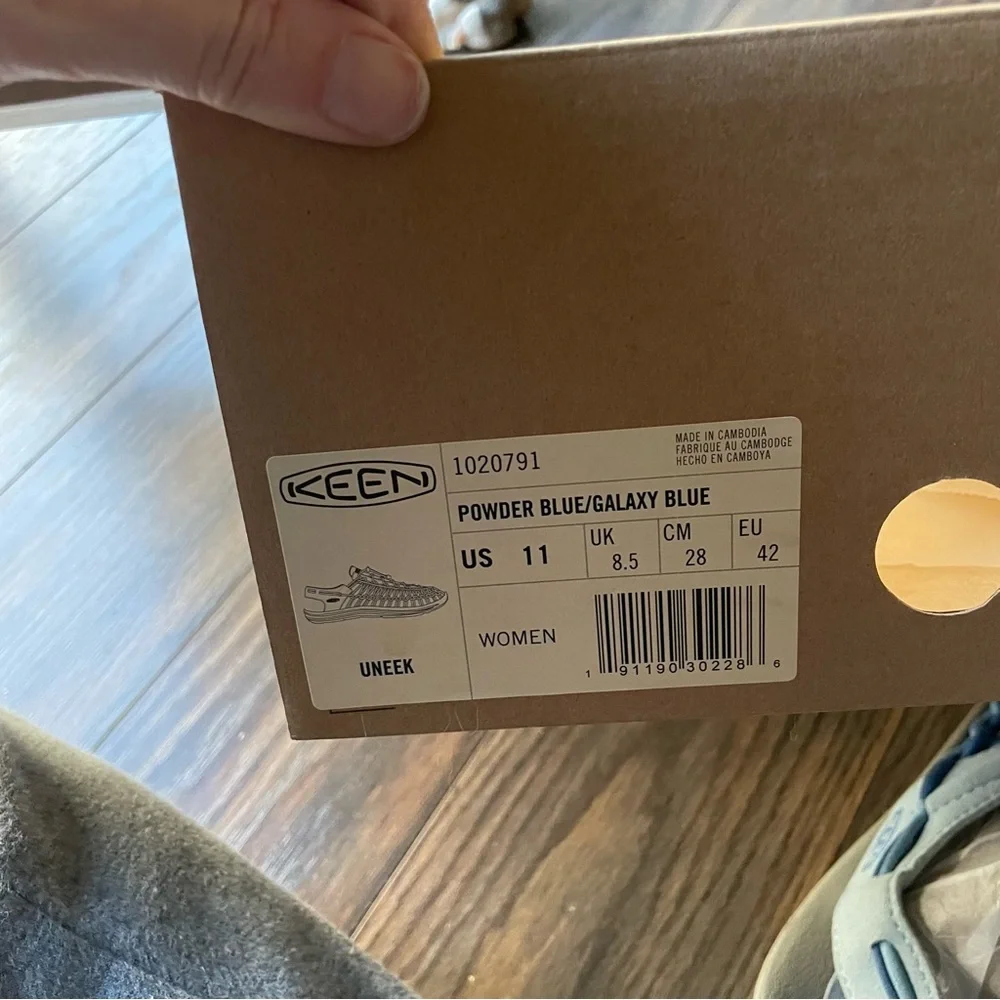 KEEN
1020791
MADE IN CAMBODIA
FABRIQUE AU CAMBODGE
HECHO EN CAMBOYA
POWDER BLUE/GALAXY BLUE
US 11
UK 8.5
CM 28
EU 42
UNEEK
WOMEN
1 91190 30228 6